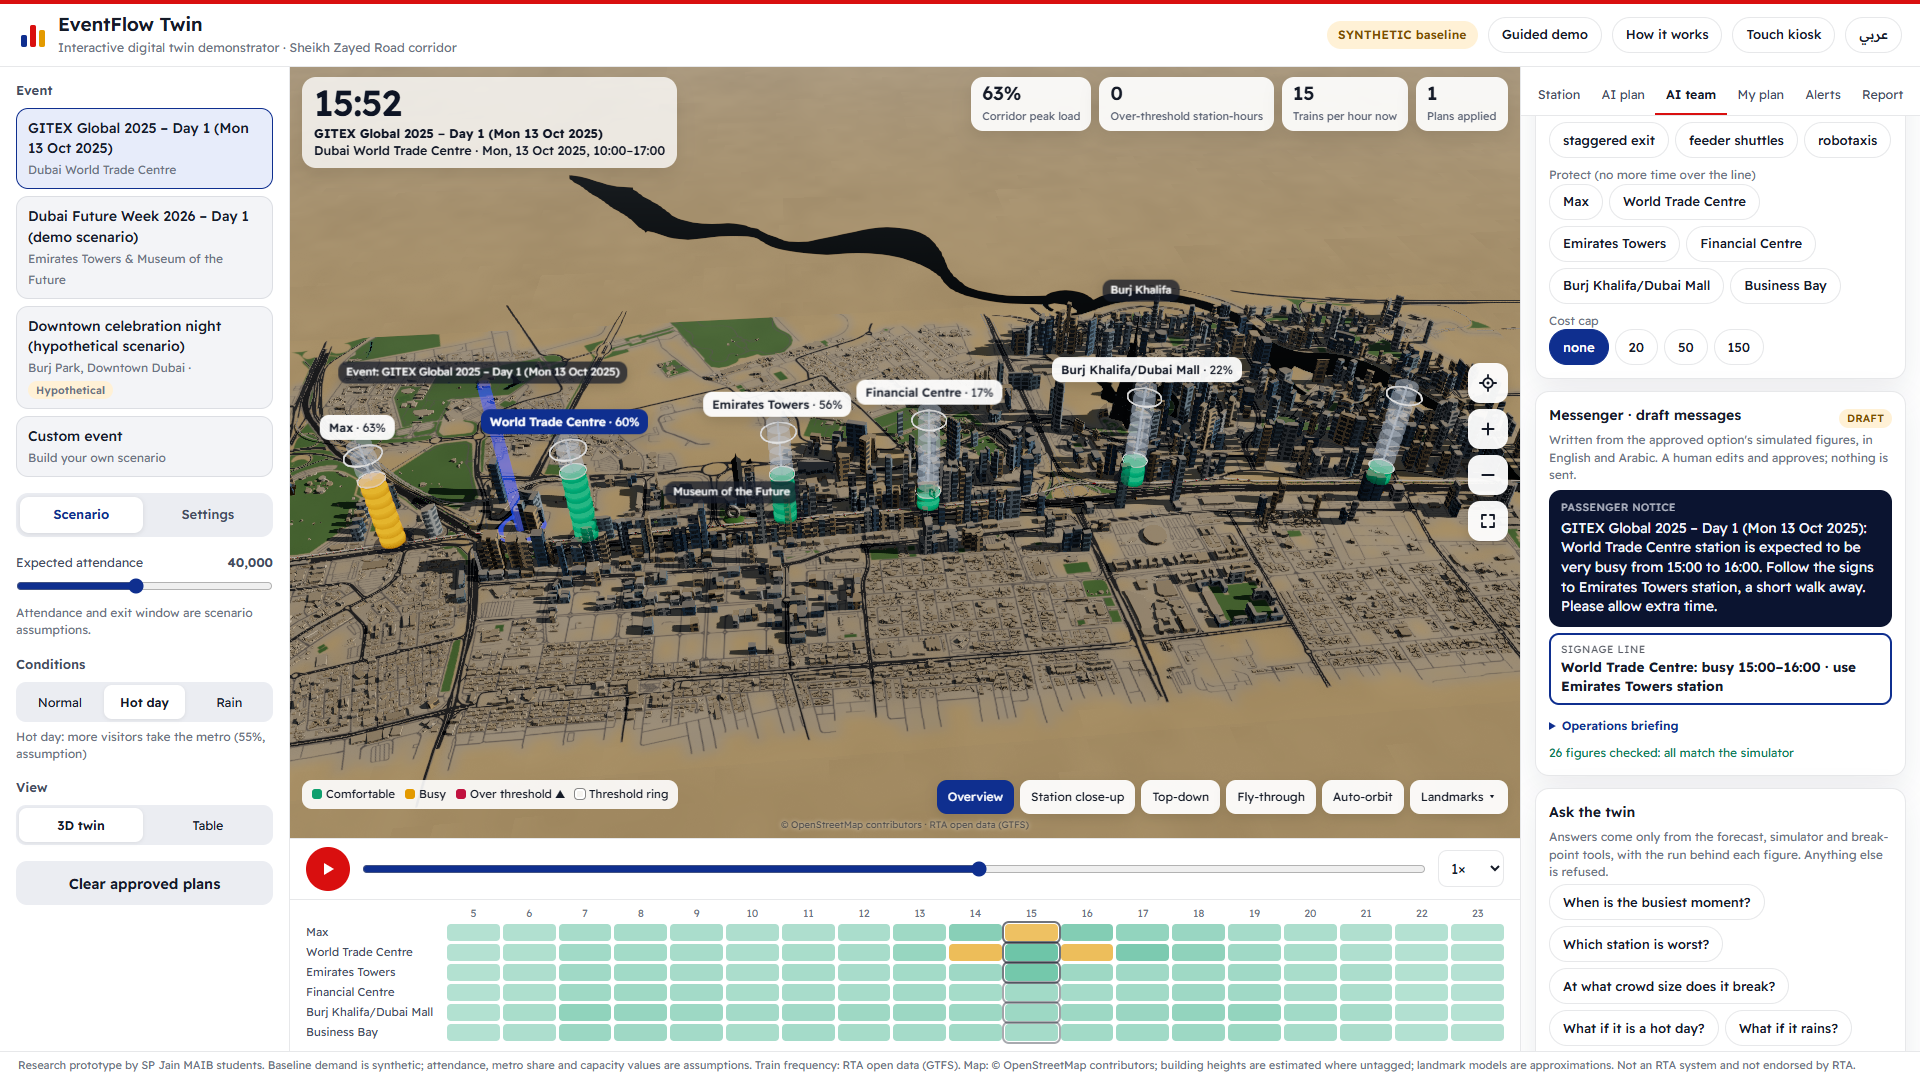 EventFlow Twin
Interactive digital twin demonstrator · Sheikh Zayed Road corridor
SYNTHETIC baseline
Guided demo
How it works
Touch kiosk
عربي
Event
GITEX Global 2025 – Day 1 (Mon
13 Oct 2025)
Dubai World Trade Centre
Dubai Future Week 2026 – Day 1
(demo scenario)
Emirates Towers & Museum of the
Future
Downtown celebration night
(hypothetical scenario)
Burj Park, Downtown Dubai ·
Hypothetical
Custom event
Build your own scenario
Scenario
Settings
Expected attendance
40,000
Attendance and exit window are scenario
assumptions.
Conditions
Normal
Hot day
Rain
Hot day: more visitors take the metro (55%,
assumption)
View
3D twin
Table
Clear approved plans
15:52
GITEX Global 2025 – Day 1 (Mon 13 Oct 2025)
Dubai World Trade Centre · Mon, 13 Oct 2025, 10:00–17:00
63%
Corridor peak load
0
Over-threshold station-hours
15
Trains per hour now
1
Plans applied
Burj Khalifa
Event: GITEX Global 2025 – Day 1 (Mon 13 Oct 2025)
Burj Khalifa/Dubai Mall · 22%
Financial Centre · 17%
Emirates Towers · 56%
World Trade Centre · 60%
Max · 63%
Museum of the Future
Comfortable
Busy
Over threshold ▲
Threshold ring
Overview
Station close-up
Top-down
Fly-through
Auto-orbit
Landmarks
© OpenStreetMap contributors · RTA open data (GTFS)
1×
5 6 7 8 9 10 11 12 13 14 15 16 17 18 19 20 21 22 23
Max
World Trade Centre
Emirates Towers
Financial Centre
Burj Khalifa/Dubai Mall
Business Bay
Station
AI plan
AI team
My plan
Alerts
Report
staggered exit
feeder shuttles
robotaxis
Protect (no more time over the line)
Max
World Trade Centre
Emirates Towers
Financial Centre
Burj Khalifa/Dubai Mall
Business Bay
Cost cap
none
20
50
150
Messenger · draft messages
DRAFT
Written from the approved option's simulated figures, in
English and Arabic. A human edits and approves; nothing is
sent.
PASSENGER NOTICE
GITEX Global 2025 – Day 1 (Mon 13 Oct 2025):
World Trade Centre station is expected to be
very busy from 15:00 to 16:00. Follow the signs
to Emirates Towers station, a short walk away.
Please allow extra time.
SIGNAGE LINE
World Trade Centre: busy 15:00–16:00 · use
Emirates Towers station
Operations briefing
26 figures checked: all match the simulator
Ask the twin
Answers come only from the forecast, simulator and break-
point tools, with the run behind each figure. Anything else
is refused.
When is the busiest moment?
Which station is worst?
At what crowd size does it break?
What if it is a hot day?
What if it rains?
Research prototype by SP Jain MAIB students. Baseline demand is synthetic; attendance, metro share and capacity values are assumptions. Train frequency: RTA open data (GTFS). Map: © OpenStreetMap contributors; building heights are estimated where untagged; landmark models are approximations. Not an RTA system and not endorsed by RTA.